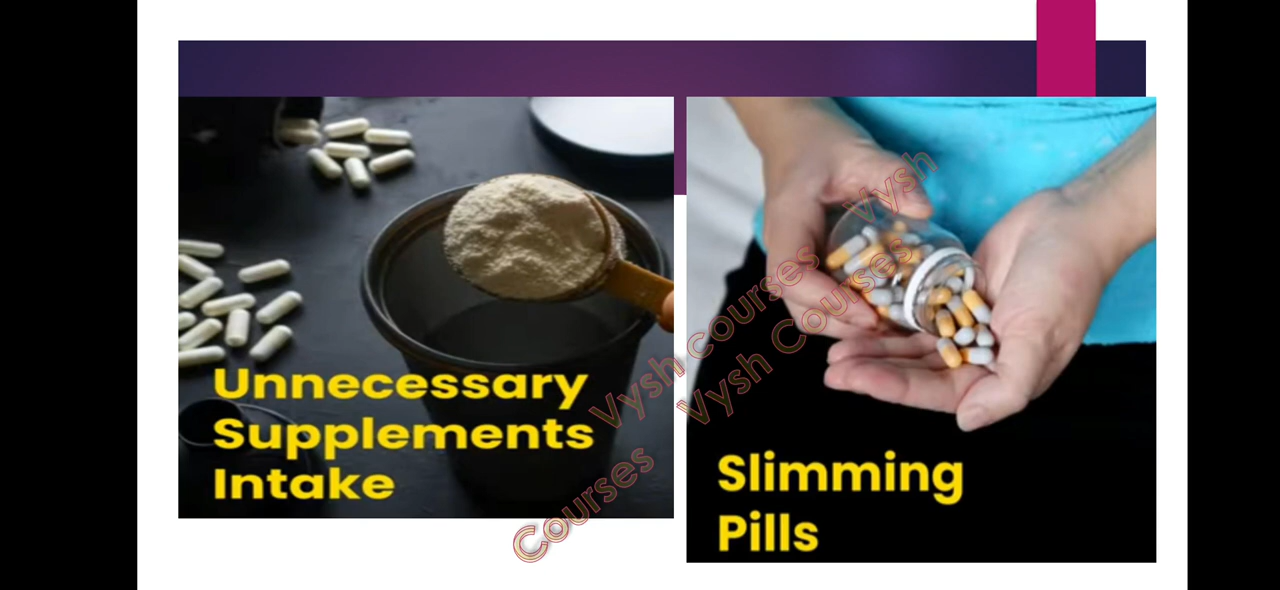 Unnecessary
Supplements
Intake
Slimming
Pills
Vysh
Vysh courses
Vysh Courses
Courses